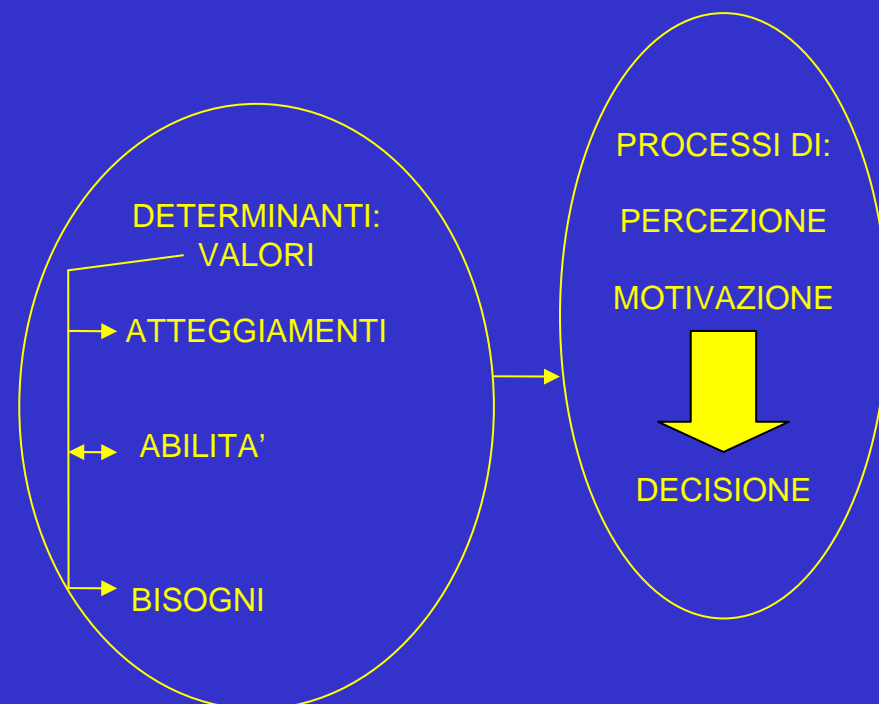 DETERMINANTI:
VALORI
ATTEGGIAMENTI
ABILITA’
BISOGNI
PROCESSI DI:
PERCEZIONE
MOTIVAZIONE
DECISIONE